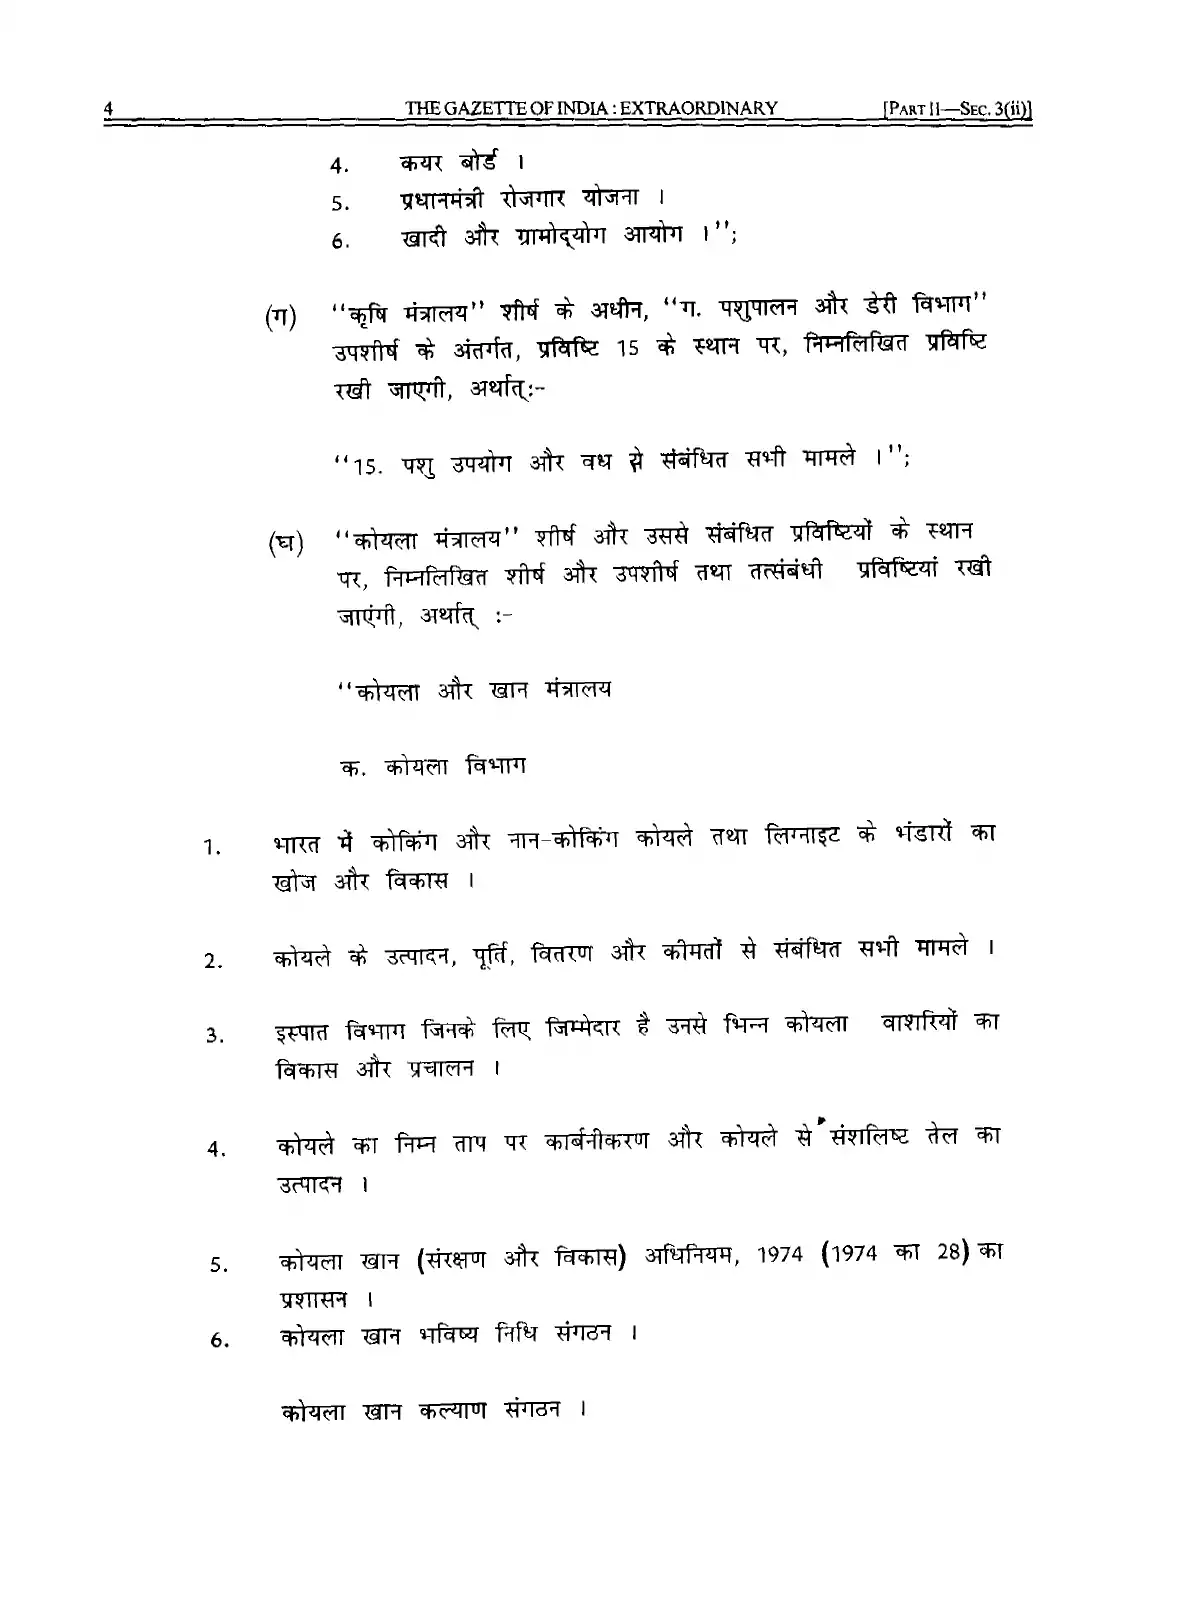 4 THE GAZETTE OF INDIA : EXTRAORDINARY [PART II—SEC. 3(ii)]
4. कयर बोर्ड ।
5. प्रधानमंत्री रोजगार योजना ।
6. खादी और ग्रामोद्योग आयोग ।'';
(ग) ''कृषि मंत्रालय'' शीर्ष के अधीन, ''ग. पशुपालन और डेरी विभाग''
उपशीर्ष के अंतर्गत, प्रविष्टि 15 के स्थान पर, निम्नलिखित प्रविष्टि
रखी जाएगी, अर्थात्:-
''15. पशु उपयोग और वध से संबंधित सभी मामले ।'';
(घ) ''कोयला मंत्रालय'' शीर्ष और उससे संबंधित प्रविष्टियों के स्थान
पर, निम्नलिखित शीर्ष और उपशीर्ष तथा तत्संबंधी प्रविष्टियां रखी
जाएंगी, अर्थात् :-
''कोयला और खान मंत्रालय
क. कोयला विभाग
1. भारत में कोकिंग और नान-कोकिंग कोयले तथा लिग्नाइट के भंडारों का
खोज और विकास ।
2. कोयले के उत्पादन, पूर्ति, वितरण और कीमतों से संबंधित सभी मामले ।
3. इस्पात विभाग जिनके लिए जिम्मेदार है उनसे भिन्न कोयला वाशरियों का
विकास और प्रचालन ।
4. कोयले का निम्न ताप पर कार्बनीकरण और कोयले से संशलिष्ट तेल का
उत्पादन ।
5. कोयला खान (संरक्षण और विकास) अधिनियम, 1974 (1974 का 28) का
प्रशासन ।
6. कोयला खान भविष्य निधि संगठन ।
कोयला खान कल्याण संगठन ।